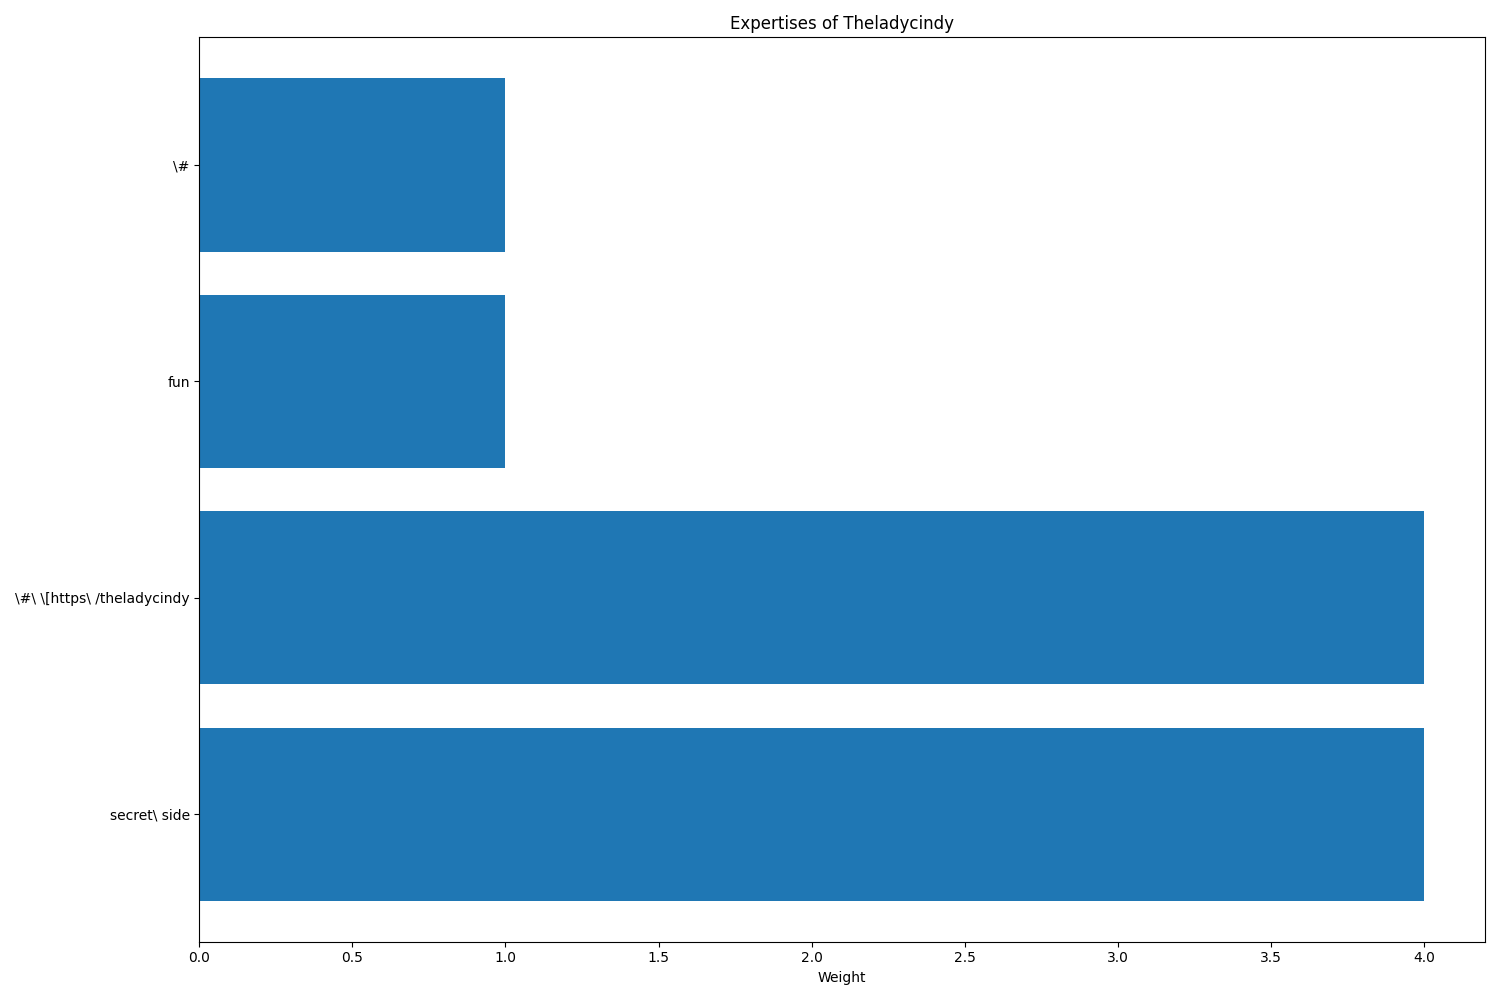 Expertises of Theladycindy
\#
fun
\#\ \[https\ /theladycindy
secret\ side
0.0 0.5 1.0 1.5 2.0 2.5 3.0 3.5 4.0
Weight